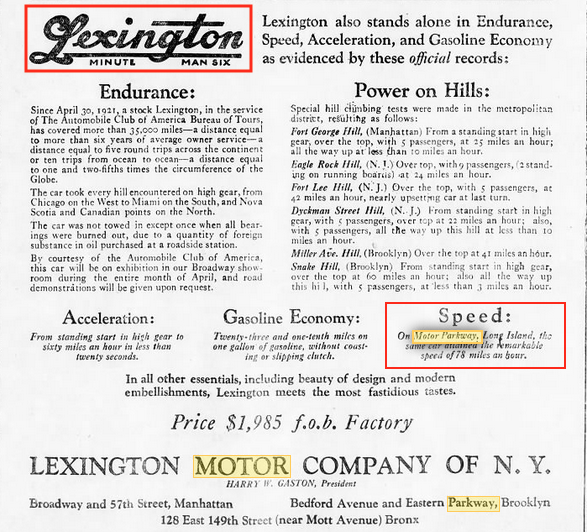 Lexington
MINUTE MAN SIX
Lexington also stands alone in Endurance,
Speed, Acceleration, and Gasoline Economy
as evidenced by these official records:
Endurance:
Since April 30, 1921, a stock Lexington, in the service
of The Automobile Club of America Bureau of Tours,
has covered more than 35,000 miles—a distance equal
to more than six years of average owner service—a
distance equal to five round trips across the continent
or ten trips from ocean to ocean—a distance equal
to one and two-fifths times the circumference of the
Globe.
The car took every hill encountered on high gear, from
Chicago on the West to Miami on the South, and Nova
Scotia and Canadian points on the North.
The car was not towed in except once when all bear-
ings were burned out, due to a quantity of foreign
substance in oil purchased at a roadside station.
By courtesy of the Automobile Club of America,
this car will be on exhibition in our Broadway show-
room during the entire month of April, and road
demonstrations will be given upon request.
Power on Hills:
Special hill climbing tests were made in the metropolitan
district, resulting as follows:
Fort George Hill, (Manhattan) From a standing start in high
gear, over the top, with 5 passengers, at 25 miles an hour;
all the way up at less than 10 miles an hour.
Eagle Rock Hill, (N. J.) Over top, with 9 passengers, (2 stand-
ing on running boards) at 24 miles an hour.
Fort Lee Hill, (N. J.) Over the top, with 5 passengers, at
42 miles an hour, nearly upsetting car at last turn.
Dyckman Street Hill, (N. J.) From standing start in high
gear, with 5 passengers, over top at 22 miles an hour; also,
with 5 passengers, all the way up this hill at less than 10
miles an hour.
Miller Ave. Hill, (Brooklyn) Over the top at 41 miles an hour.
Snake Hill, (Brooklyn) From standing start in high gear,
over the top at 60 miles an hour; also all the way up
this hill, with 5 passengers, at less than 3 miles an hour.
Acceleration:
From standing start in high gear to
sixty miles an hour in less than
twenty seconds.
Gasoline Economy:
Twenty-three and one-tenth miles on
one gallon of gasoline, without coast-
ing or slipping clutch.
Speed:
On Motor Parkway, Long Island, the
same car attained the remarkable
speed of 78 miles an hour.
In all other essentials, including beauty of design and modern
embellishments, Lexington meets the most fastidious tastes.
Price $1,985 f.o.b. Factory
LEXINGTON MOTOR COMPANY OF N. Y.
HARRY W. GASTON, President
Broadway and 57th Street, Manhattan
Bedford Avenue and Eastern Parkway, Brooklyn
128 East 149th Street (near Mott Avenue) Bronx